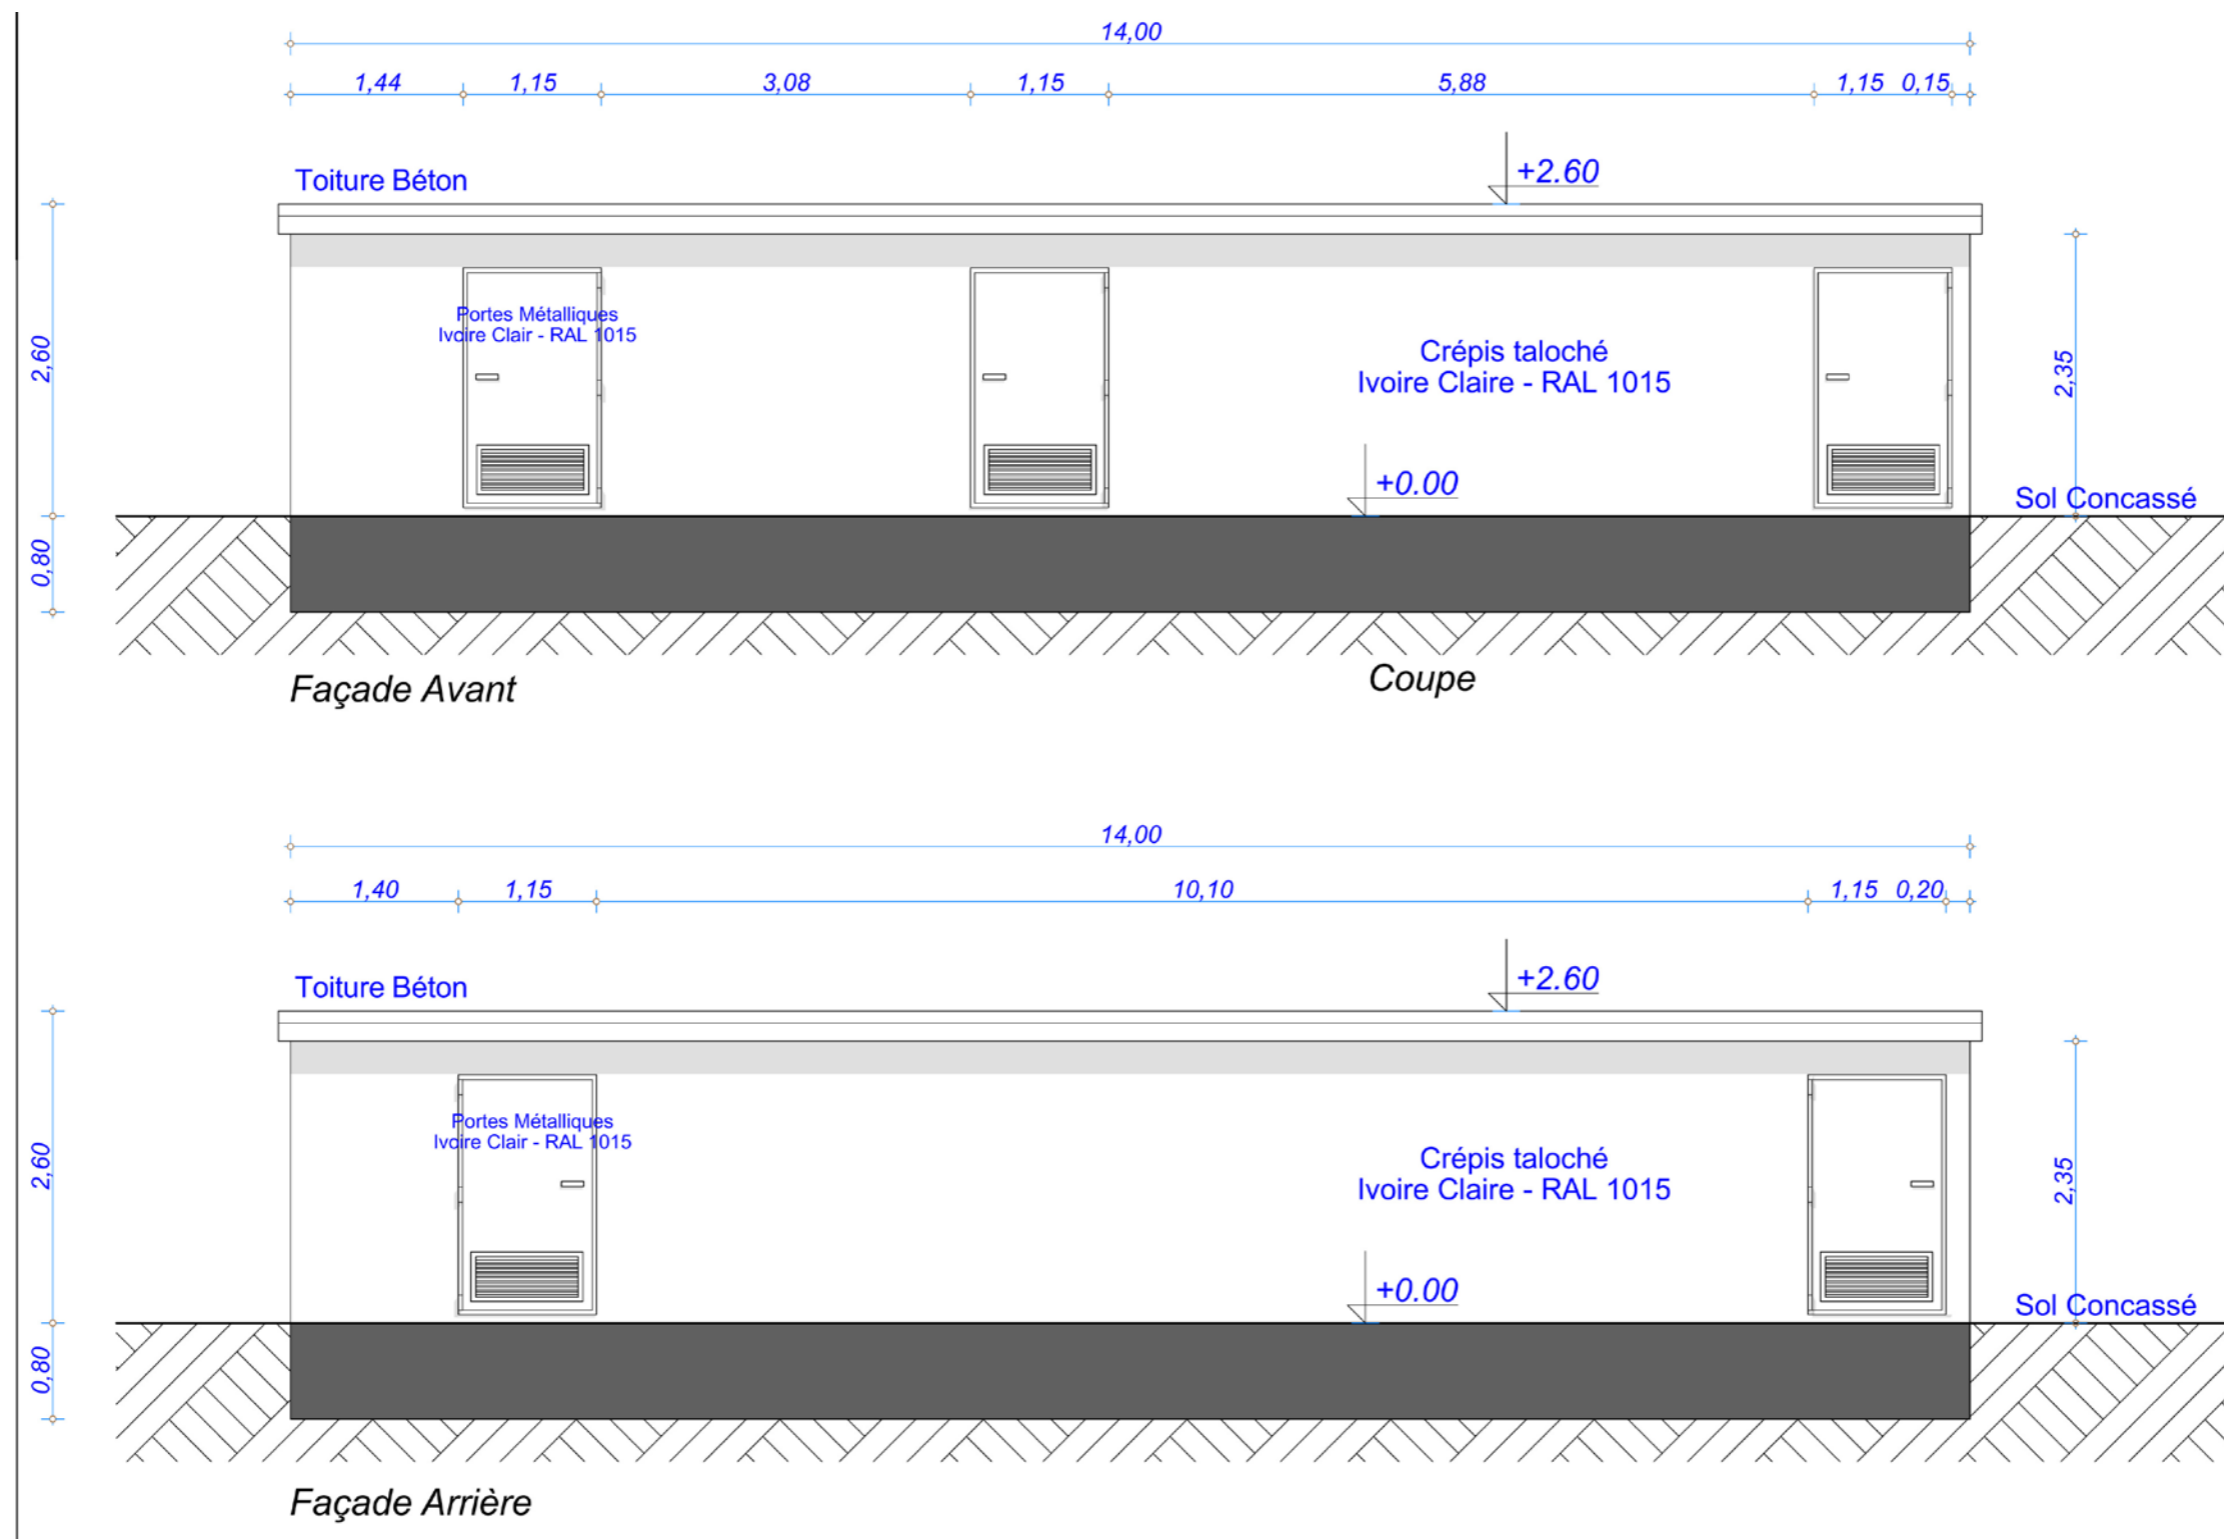 14,00
1,44 1,15 3,08 1,15 5,88 1,15 0,15
+2.60
Toiture Béton
Portes Métalliques
Ivoire Clair - RAL 1015
2,60
Crépis taloché
Ivoire Claire - RAL 1015
2,35
+0.00
Sol Concassé
0,80
Façade Avant
Coupe
14,00
1,40 1,15 10,10 1,15 0,20
+2.60
Toiture Béton
Portes Métalliques
Ivoire Clair - RAL 1015
2,60
Crépis taloché
Ivoire Claire - RAL 1015
2,35
+0.00
Sol Concassé
0,80
Façade Arrière